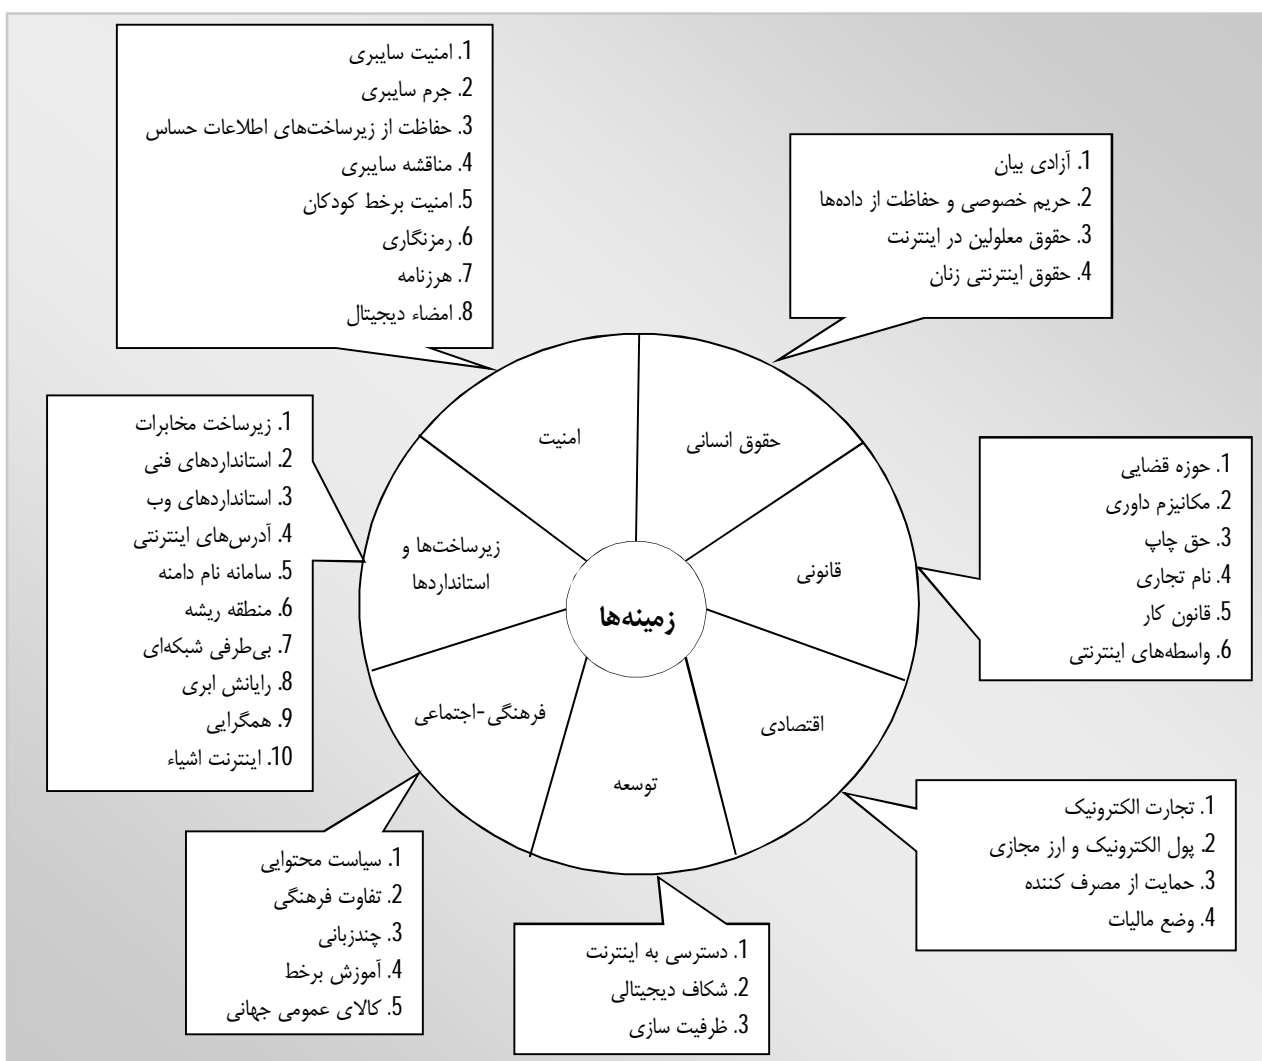 1. امنیت سایبری
2. جرم سایبری
3. حفاظت از زیرساخت‌های اطلاعات حساس
4. مناقشه سایبری
5. امنیت برخط کودکان
6. رمزنگاری
7. هرزنامه
8. امضاء دیجیتال
1. آزادی بیان
2. حریم خصوصی و حفاظت از داده‌ها
3. حقوق معلولین در اینترنت
4. حقوق اینترنتی زنان
1. زیرساخت مخابرات
2. استانداردهای فنی
3. استانداردهای وب
4. آدرس‌های اینترنتی
5. سامانه نام دامنه
6. منطقه ریشه
7. بی‌طرفی شبکه‌ای
8. رایانش ابری
9. همگرایی
10. اینترنت اشیاء
1. حوزه قضایی
2. مکانیزم داوری
3. حق چاپ
4. نام تجاری
5. قانون کار
6. واسطه‌های اینترنتی
حقوق انسانی
امنیت
قانونی
زیرساخت‌ها و
استانداردها
زمینه‌ها
اقتصادی
فرهنگی-اجتماعی
توسعه
1. تجارت الکترونیک
2. پول الکترونیک و ارز مجازی
3. حمایت از مصرف کننده
4. وضع مالیات
1. سیاست محتوایی
2. تفاوت فرهنگی
3. چندزبانی
4. آموزش برخط
5. کالای عمومی جهانی
1. دسترسی به اینترنت
2. شکاف دیجیتالی
3. ظرفیت سازی